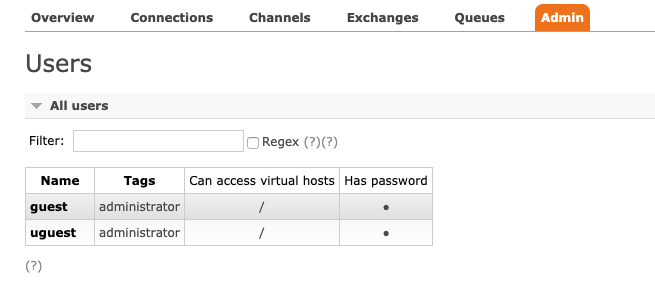 Overview Connections Channels Exchanges Queues Admin
Users
All users
Filter: Regex (?)(?)
Name Tags Can access virtual hosts Has password
guest administrator / •
uguest administrator / •
(?)